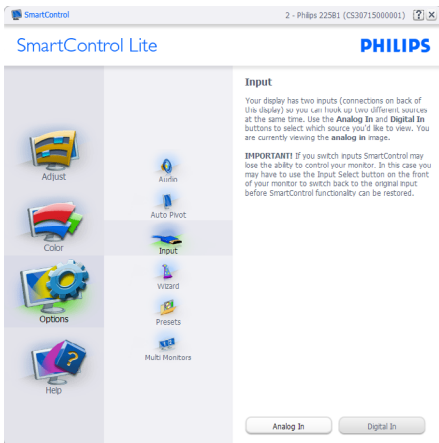 SmartControl
2 - Philips 225B1 (CS30715000001)
SmartControl Lite
PHILIPS
Adjust
Color
Options
Help
Audio
Auto Pivot
Input
Wizard
Presets
Multi Monitors
Input
Your display has two inputs (connections on back of
this display) so you can hook up two different sources
at the same time. Use the Analog In and Digital In
buttons to select which source you'd like to view. You
are currently viewing the analog in image.
IMPORTANT! If you switch inputs SmartControl may
lose the ability to control your monitor. In this case you
may have to use the Input Select button on the front
of your monitor to switch back to the original input
before SmartControl functionality can be restored.
Analog In
Digital In